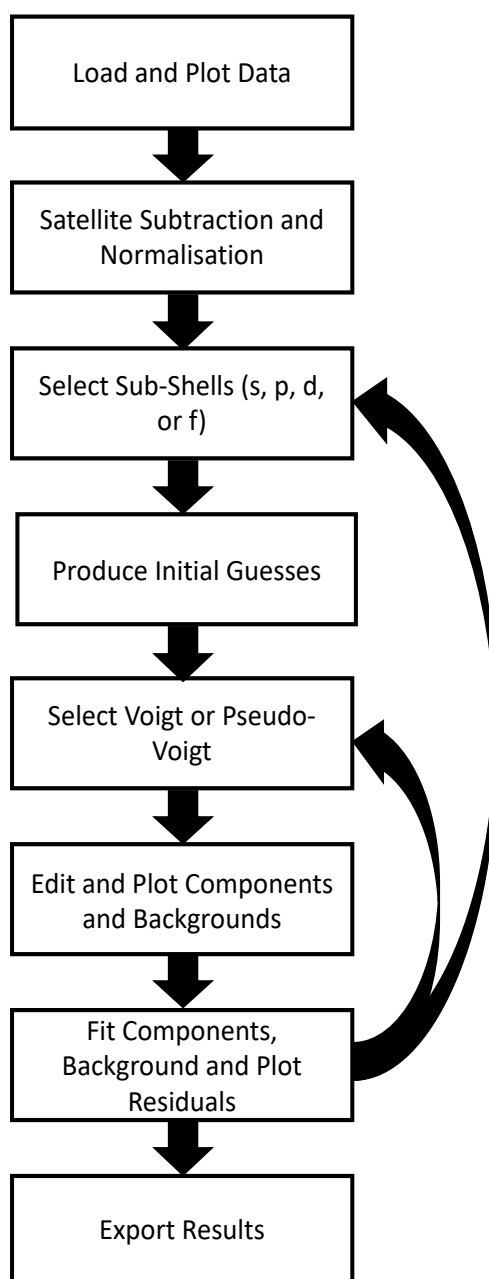 Load and Plot Data
Satellite Subtraction and
Normalisation
Select Sub-Shells (s, p, d,
or f)
Produce Initial Guesses
Select Voigt or Pseudo-
Voigt
Edit and Plot Components
and Backgrounds
Fit Components,
Background and Plot
Residuals
Export Results